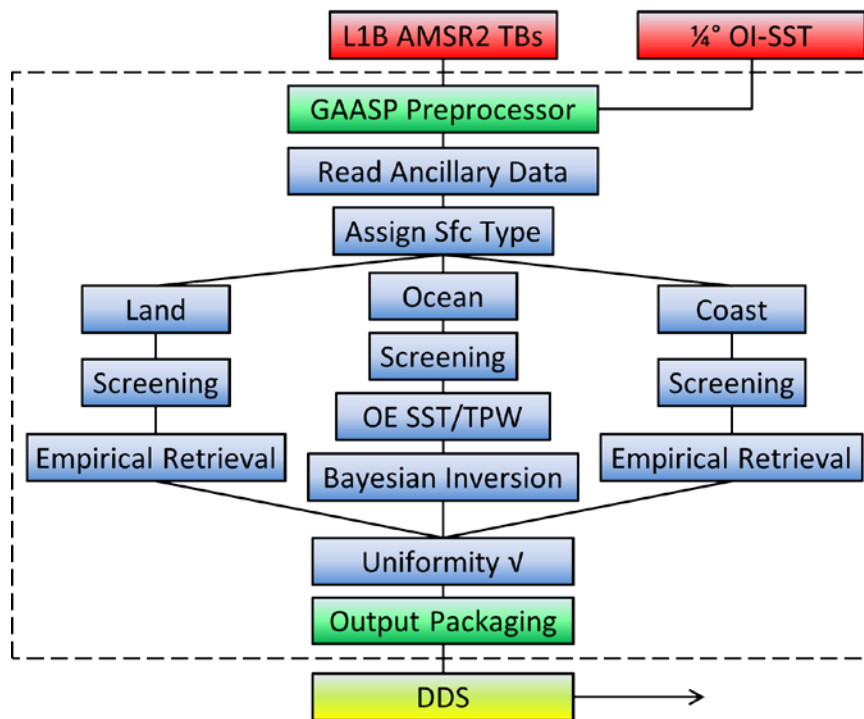 L1B AMSR2 TBs
¼° OI-SST
GAASP Preprocessor
Read Ancillary Data
Assign Sfc Type
Land
Ocean
Coast
Screening
Screening
Screening
OE SST/TPW
Empirical Retrieval
Bayesian Inversion
Empirical Retrieval
Uniformity √
Output Packaging
DDS